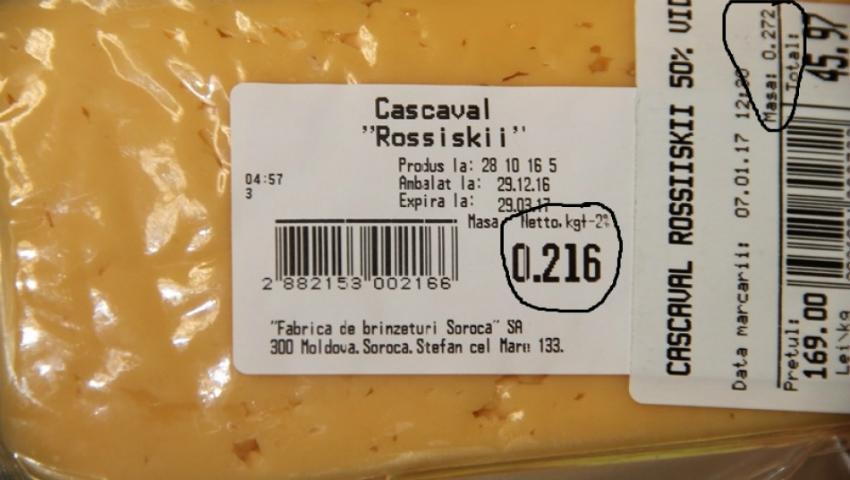 Cascaval
"Rossiskii"
Produs la: 28 10 16 5
04:57
Ambalat la: 29.12.16
3
Expira la: 29.03.17
Masa Netto,kg+-2%
0.216
2 882153 002166
"Fabrica de brinzeturi Soroca" SA
300 Moldova.Soroca.Stefan cel Mare 133.
CASCAVAL ROSSIISKII 50% VID
Data marcarii: 07.01.17
Masa: 0.272
Pretul: Total:
169.00 45.97
Lei\kg